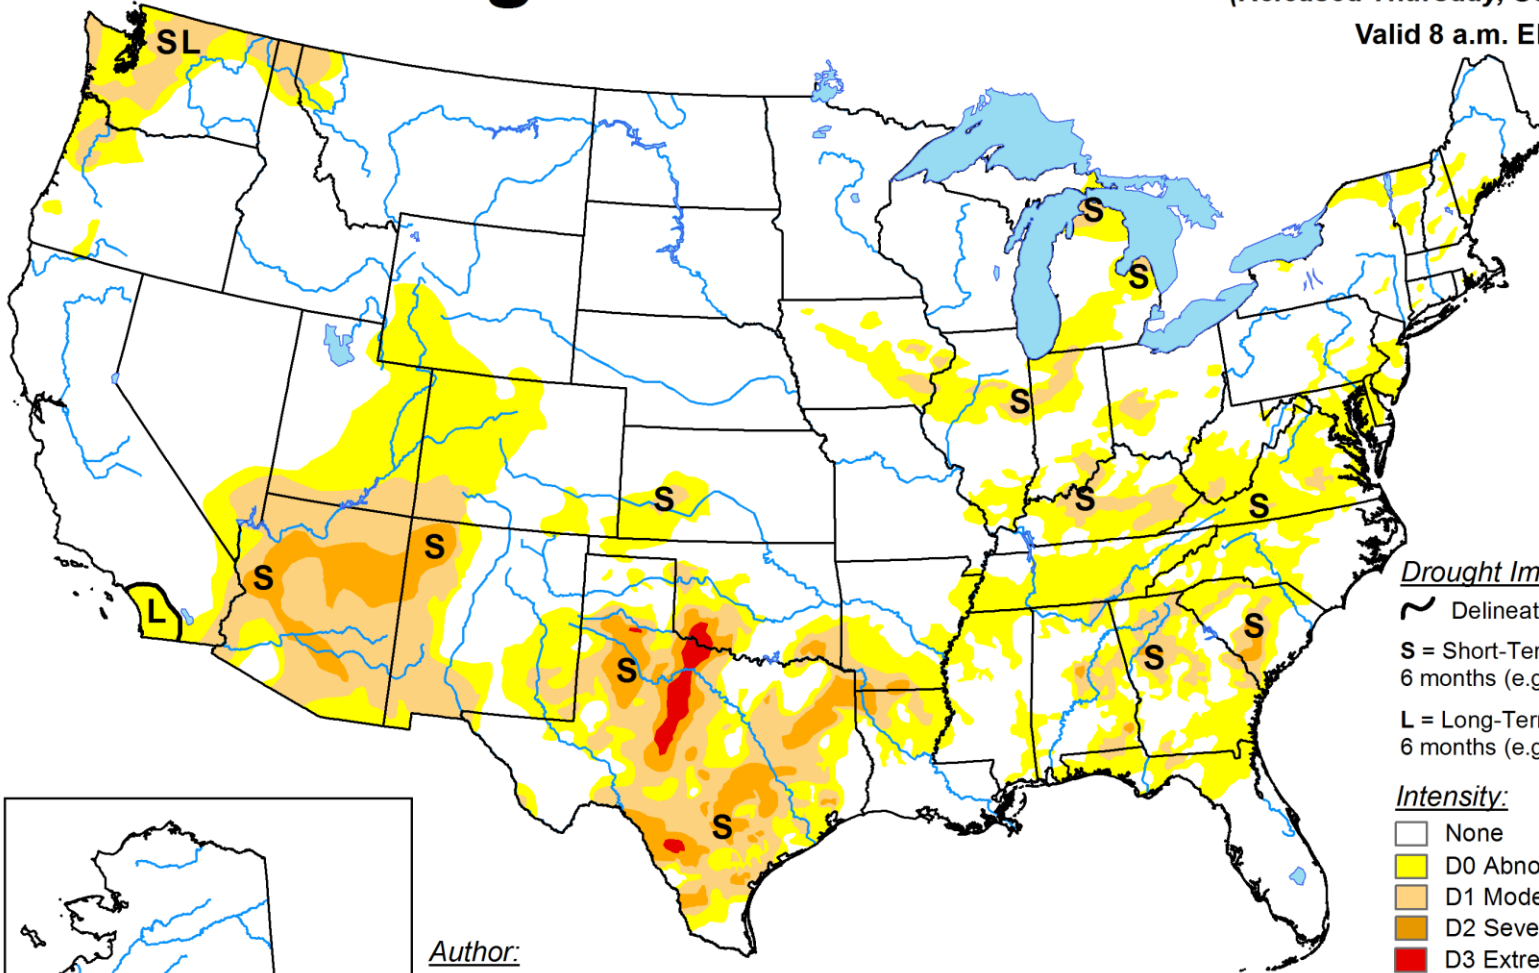 Valid 8 a.m. E
SL
S
S
S
S
S
S
S
S
L
S
S
S
S
Drought Im
Delineat
S = Short-Ter
6 months (e.g
L = Long-Ter
6 months (e.g
Intensity:
None
D0 Abno
D1 Mode
D2 Seve
D3 Extre
Author: